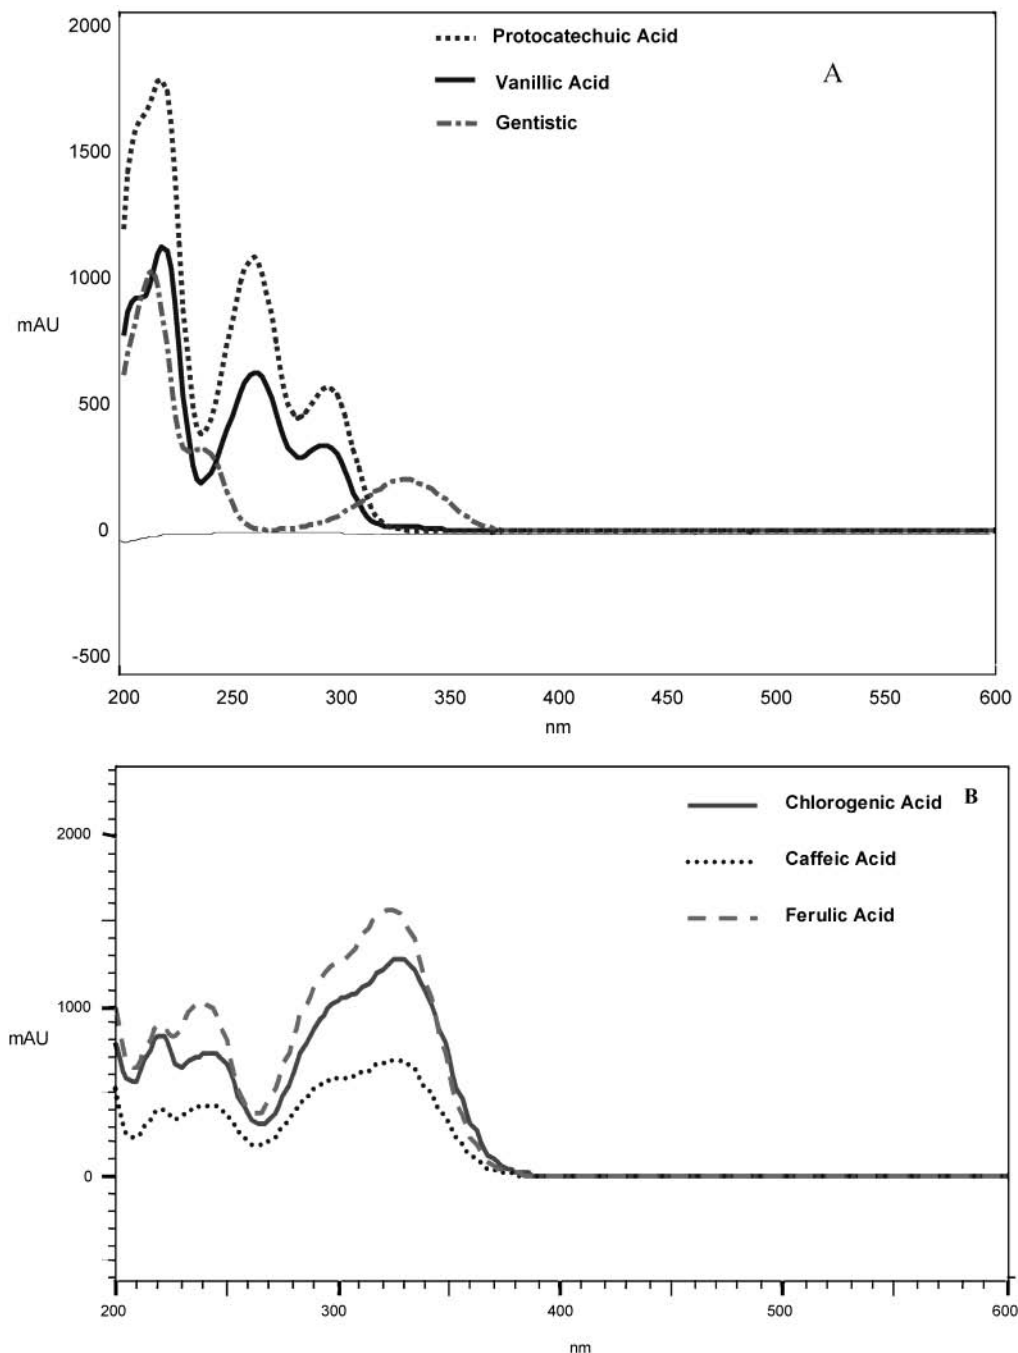 2000
Protocatechuic Acid
A
Vanillic Acid
Gentistic
1500
1000
mAU
500
0
-500
200 250 300 350 400 450 500 550 600
nm
Chlorogenic Acid B
2000
Caffeic Acid
Ferulic Acid
1000
mAU
0
200 300 400 500 600
nm